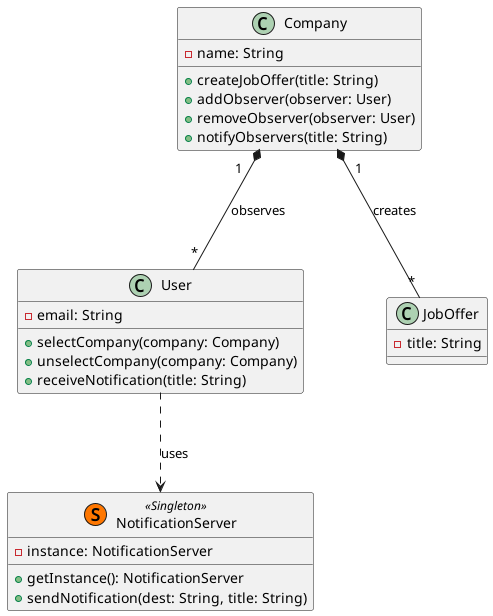 C Company
name: String
createJobOffer(title: String)
addObserver(observer: User)
removeObserver(observer: User)
notifyObservers(title: String)
1
1
observes
creates
*
*
C User
email: String
selectCompany(company: Company)
unselectCompany(company: Company)
receiveNotification(title: String)
C JobOffer
title: String
uses
S «Singleton»
NotificationServer
instance: NotificationServer
getInstance(): NotificationServer
sendNotification(dest: String, title: String)